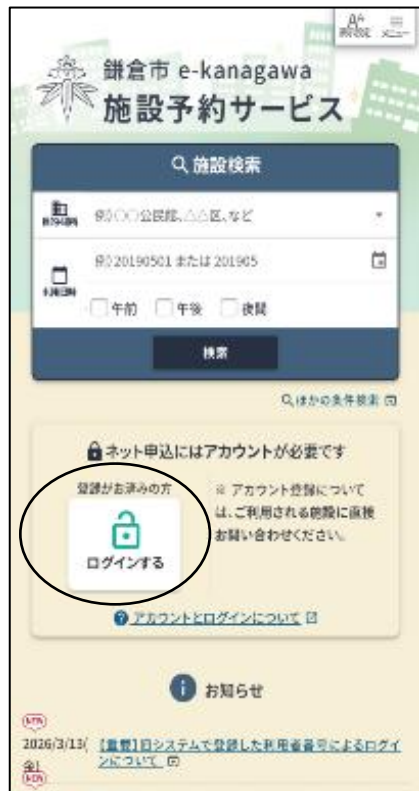 メニュー
鎌倉市 e-kanagawa
施設予約サービス
施設検索
例)○○公民館、△△区、など
例)20190501 または 201905
利用日時
午前 午後 夜間
検索
ほかの条件検索
ネット申込にはアカウントが必要です
登録がお済みの方
ログインする
※ アカウント登録について
は、ご利用される施設に直接
お問い合わせください。
アカウントとログインについて
お知らせ
NEW
2026/3/13(
金)
【重要】旧システムで登録した利用者番号によるログイ
ンについて
NEW